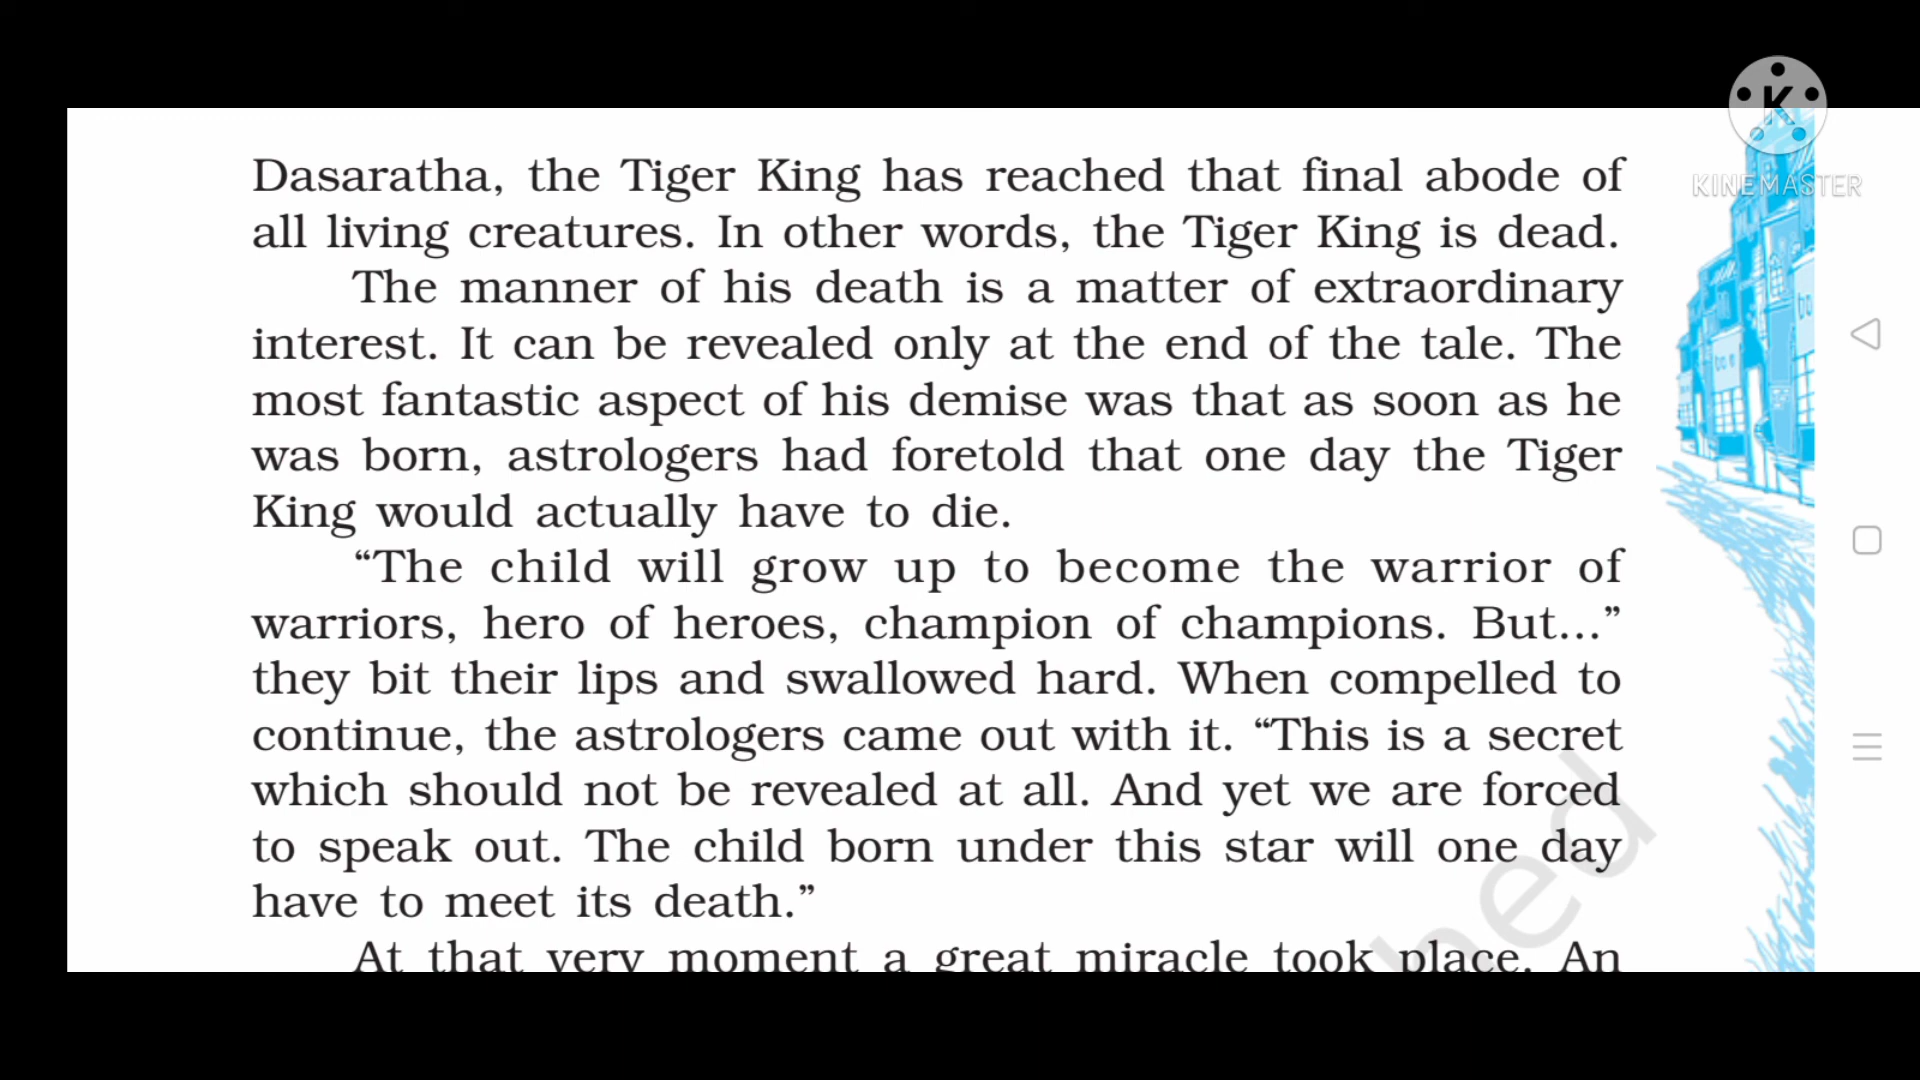 KINEMASTER
Dasaratha, the Tiger King has reached that final abode of
all living creatures. In other words, the Tiger King is dead.
The manner of his death is a matter of extraordinary
interest. It can be revealed only at the end of the tale. The
most fantastic aspect of his demise was that as soon as he
was born, astrologers had foretold that one day the Tiger
King would actually have to die.
“The child will grow up to become the warrior of
warriors, hero of heroes, champion of champions. But...”
they bit their lips and swallowed hard. When compelled to
continue, the astrologers came out with it. “This is a secret
which should not be revealed at all. And yet we are forced
to speak out. The child born under this star will one day
have to meet its death.”
At that very moment a great miracle took place. An